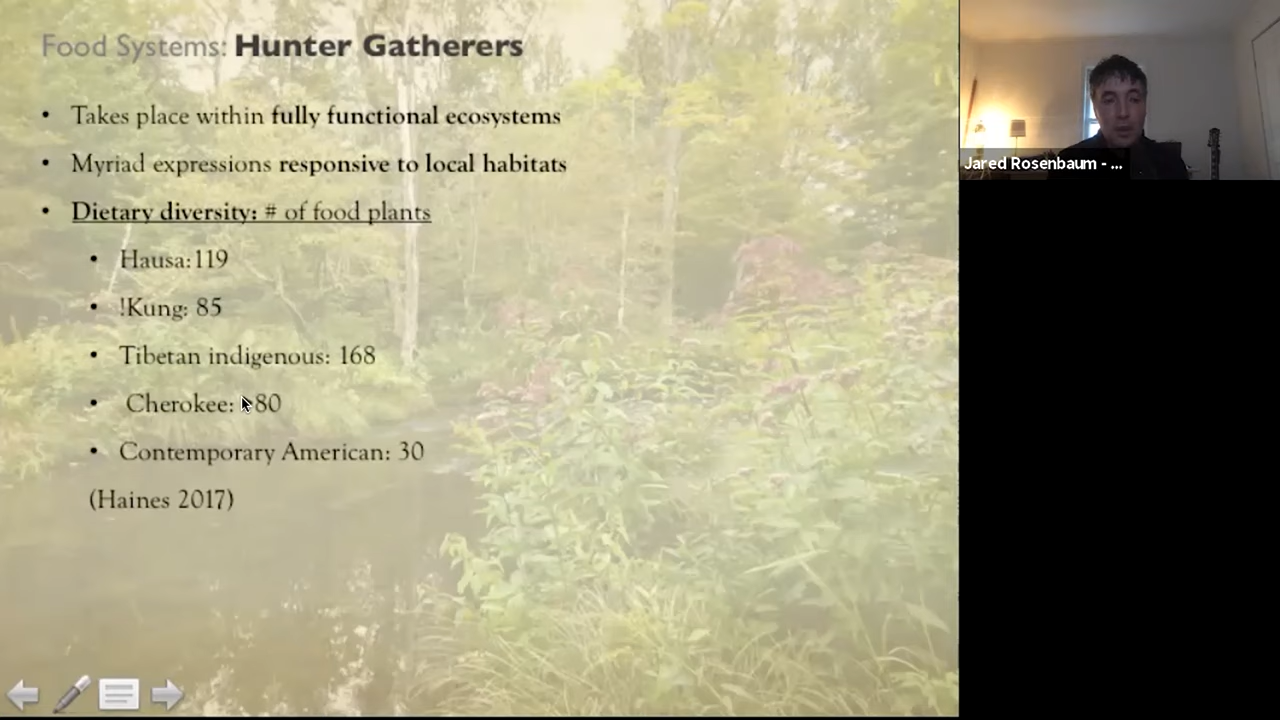 Food Systems: Hunter Gatherers
• Takes place within fully functional ecosystems
• Myriad expressions responsive to local habitats
• Dietary diversity: # of food plants
• Hausa:119
• !Kung: 85
• Tibetan indigenous: 168
• Cherokee: 80
• Contemporary American: 30
(Haines 2017)
Jared Rosenbaum - ...